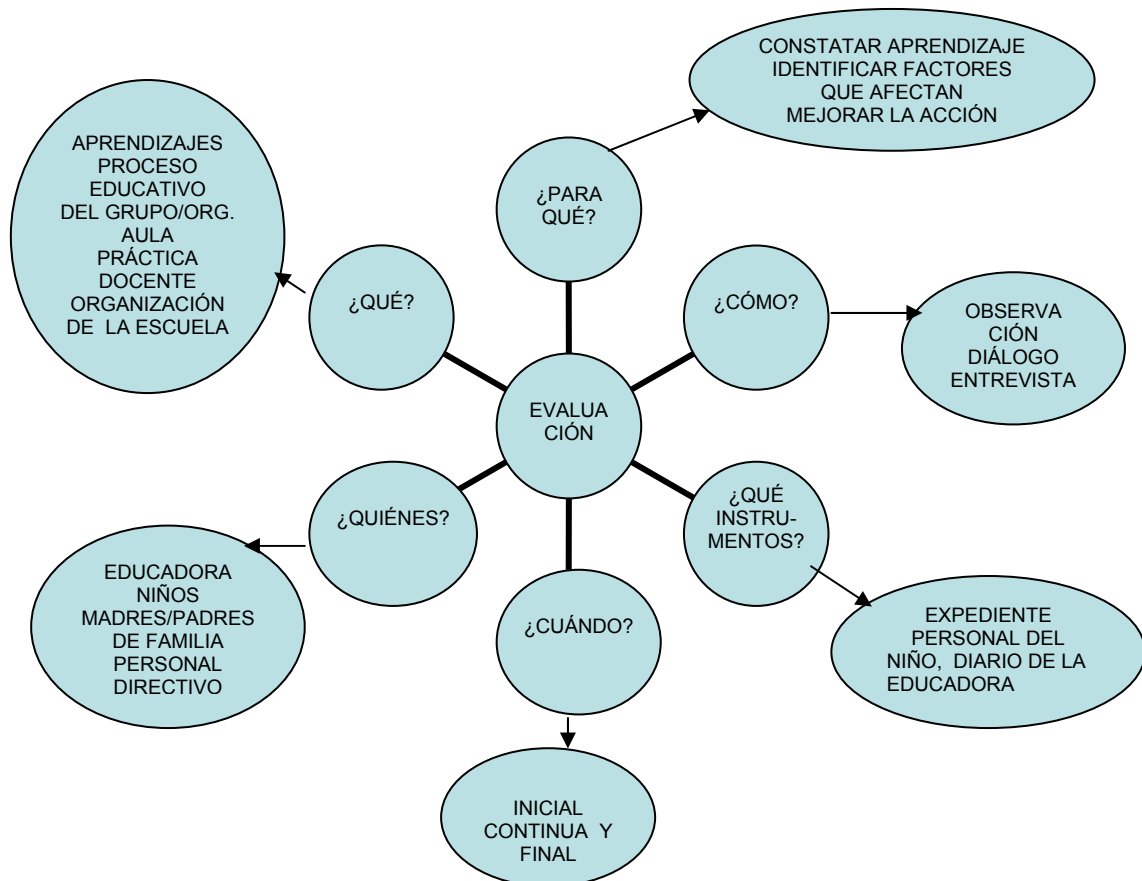 CONSTATAR APRENDIZAJE
IDENTIFICAR FACTORES
QUE AFECTAN
MEJORAR LA ACCIÓN
APRENDIZAJES
PROCESO
EDUCATIVO
DEL GRUPO/ORG.
AULA
PRÁCTICA
DOCENTE
ORGANIZACIÓN
DE LA ESCUELA
¿PARA
QUÉ?
¿QUÉ?
¿CÓMO?
OBSERVA
CIÓN
DIÁLOGO
ENTREVISTA
EVALUA
CIÓN
¿QUIÉNES?
¿QUÉ
INSTRU-
MENTOS?
EDUCADORA
NIÑOS
MADRES/PADRES
DE FAMILIA
PERSONAL
DIRECTIVO
¿CUÁNDO?
EXPEDIENTE
PERSONAL DEL
NIÑO, DIARIO DE LA
EDUCADORA
INICIAL
CONTINUA Y
FINAL